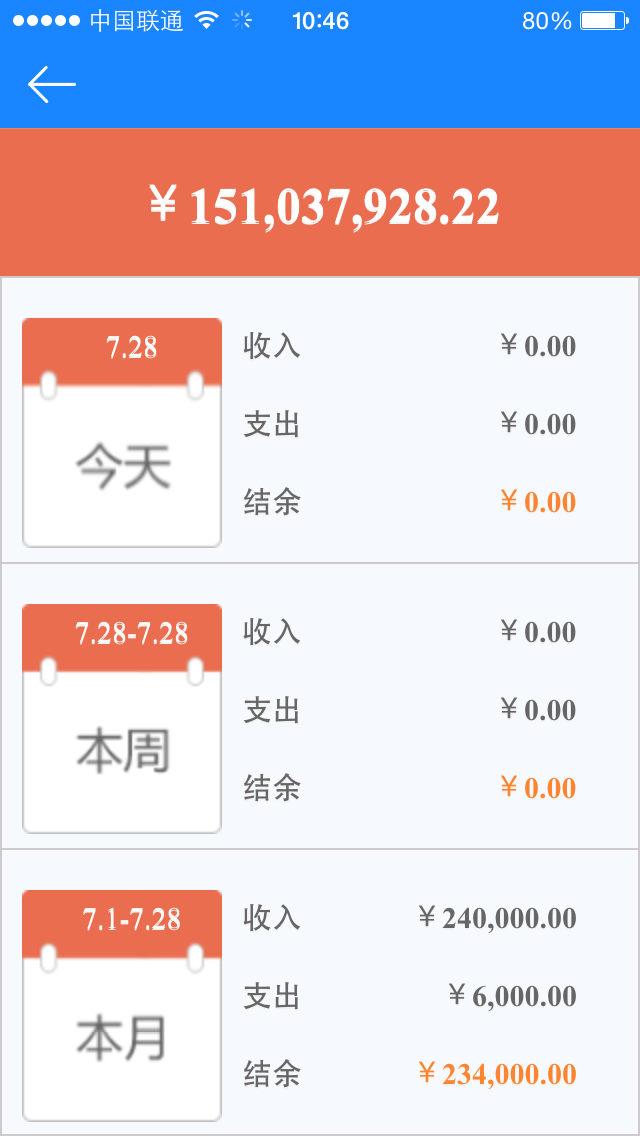 中国联通 10:46 80%
￥151,037,928.22
7.28
今天
收入 ￥0.00
支出 ￥0.00
结余 ￥0.00
7.28-7.28
本周
收入 ￥0.00
支出 ￥0.00
结余 ￥0.00
7.1-7.28
本月
收入 ￥240,000.00
支出 ￥6,000.00
结余 ￥234,000.00